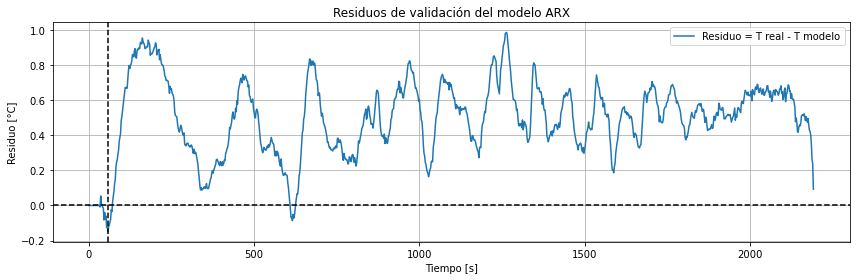 Residuos de validación del modelo ARX
Residuo = T real - T modelo
Residuo [°C]
1.0
0.8
0.6
0.4
0.2
0.0
−0.2
0 500 1000 1500 2000
Tiempo [s]